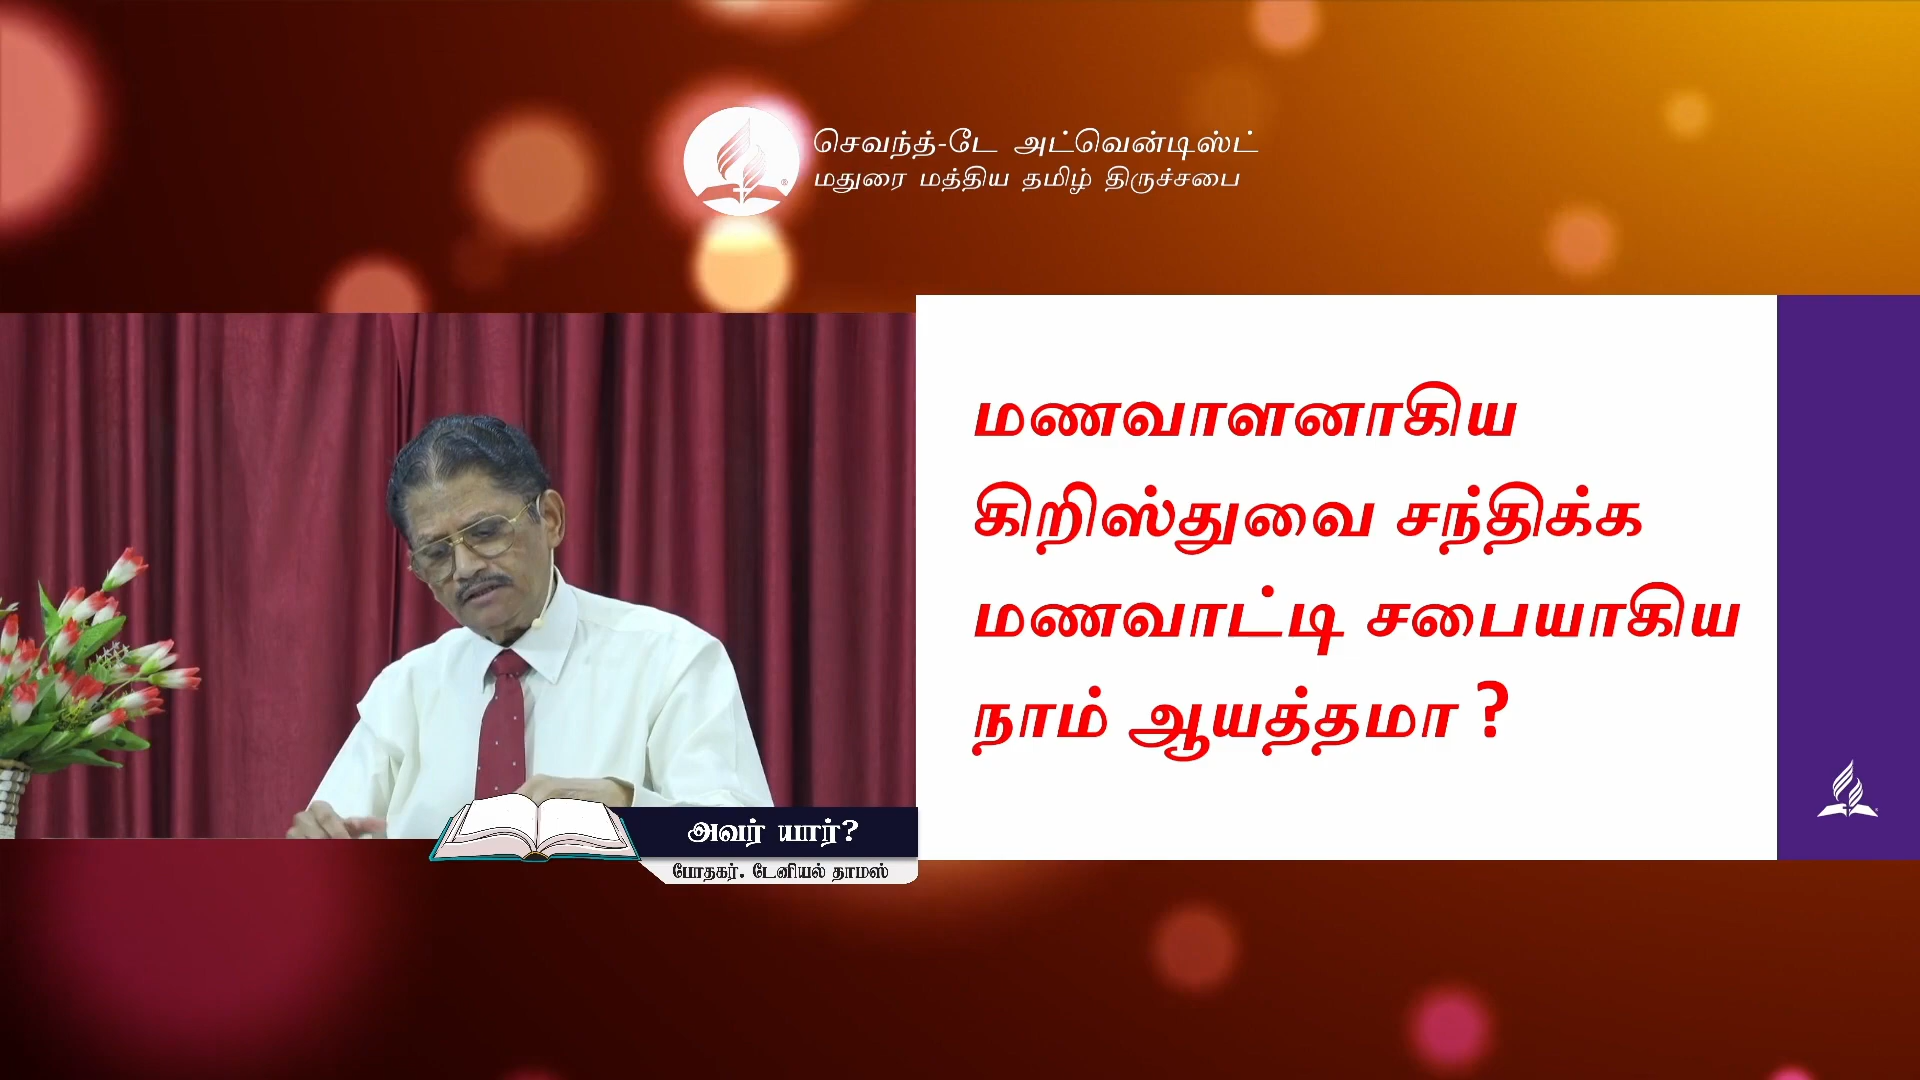 செவந்த்-டே அட்வென்டிஸ்ட்
மதுரை மத்திய தமிழ் திருச்சபை
மணவாளனாகிய
கிறிஸ்துவை சந்திக்க
மணவாட்டி சபையாகிய
நாம் ஆயத்தமா ?
அவர் யார்?
போதகர். டேனியல் தாமஸ்